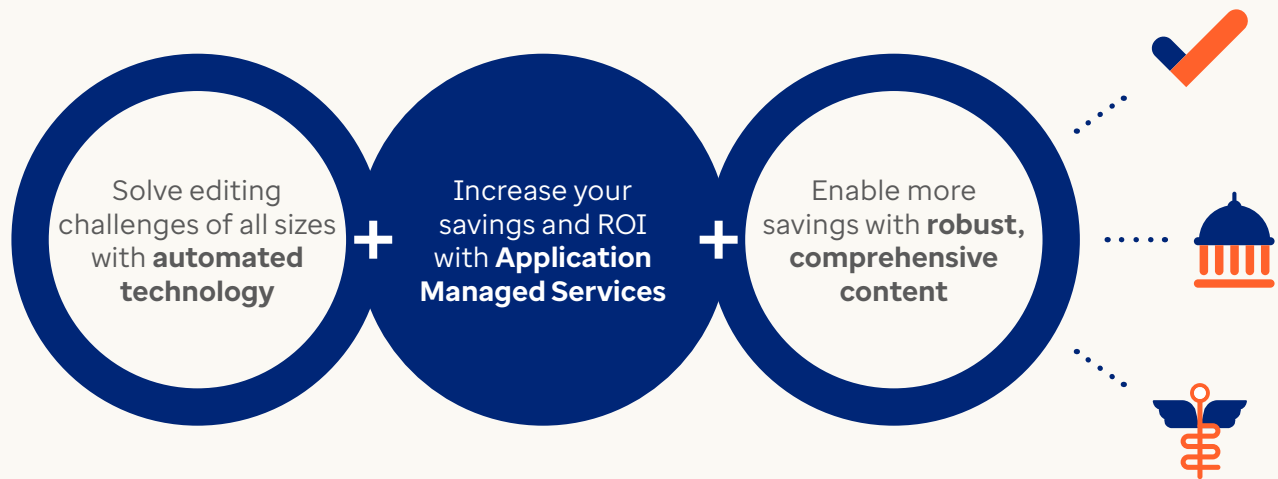 Solve editing
challenges of all sizes
with automated
technology
+
Increase your
savings and ROI
with Application
Managed Services
+
Enable more
savings with robust,
comprehensive
content